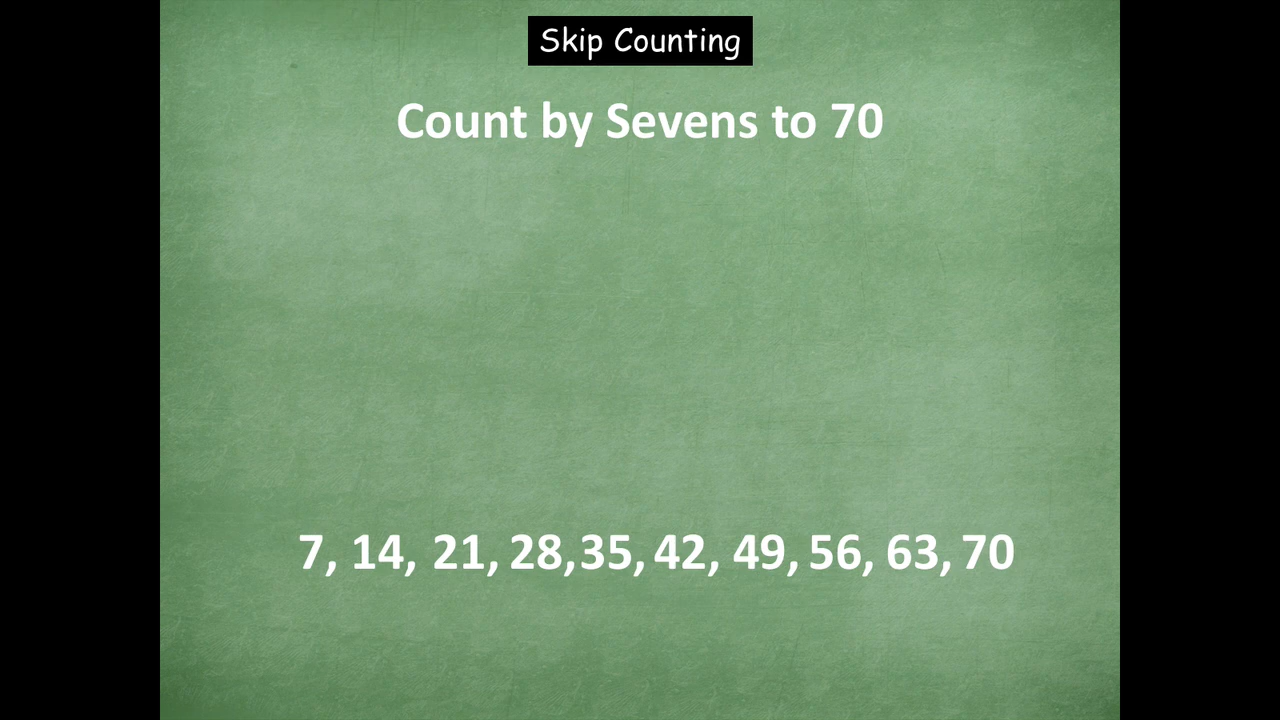 Skip Counting
Count by Sevens to 70
7, 14, 21, 28, 35, 42, 49, 56, 63, 70